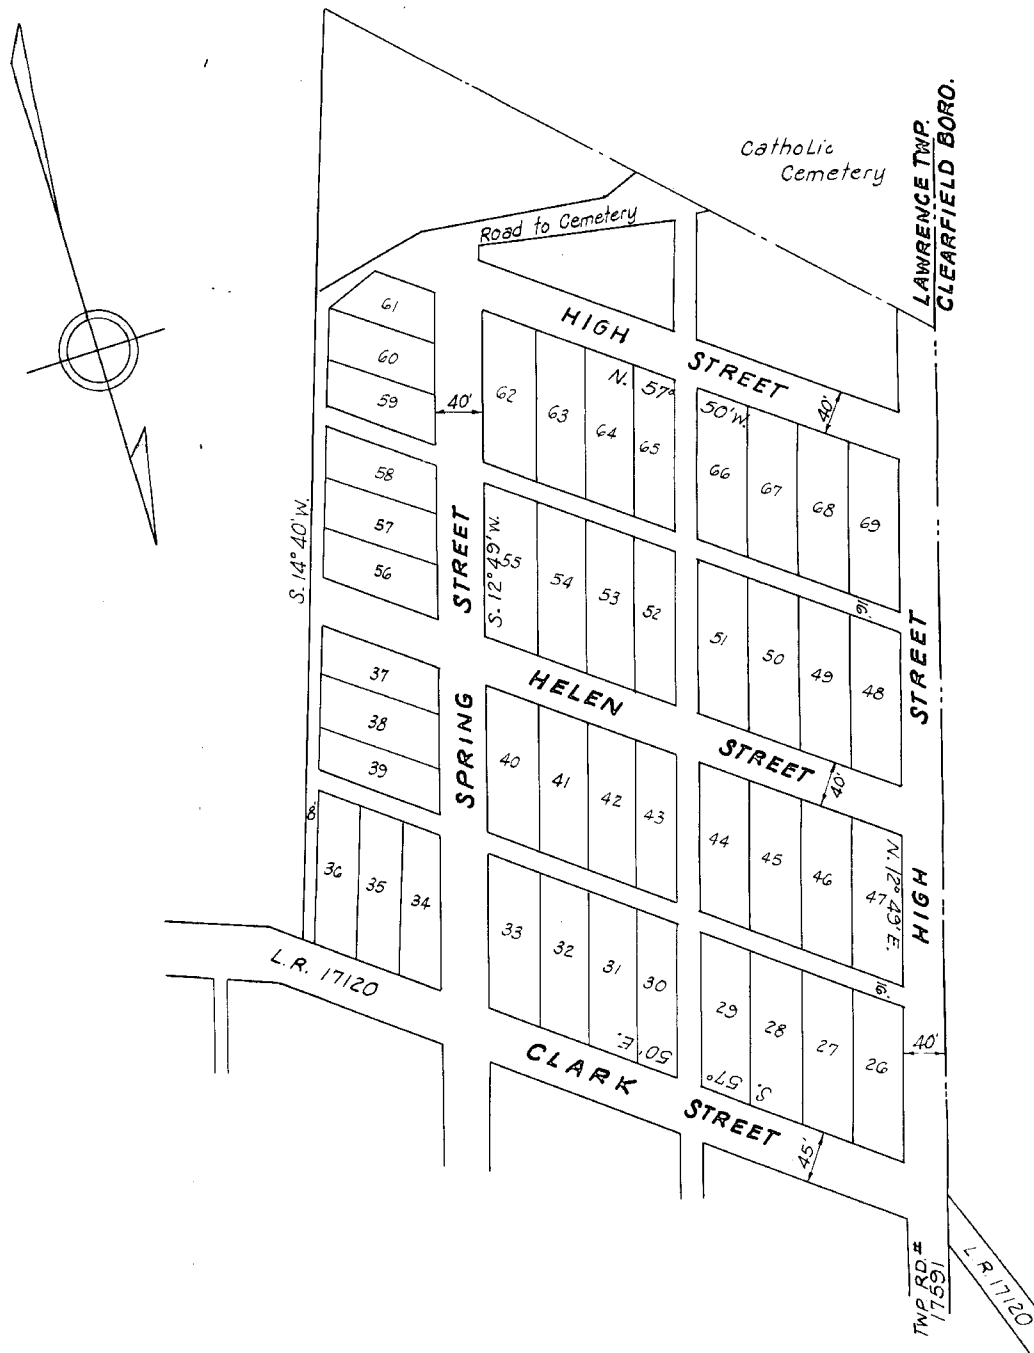 Catholic
Cemetery
LAWRENCE TWP.
CLEARFIELD BORO.
Road to Cemetery
HIGH STREET
61
60
59
40'
62
63
64
65
N. 57° 50' W.
40'
66
67
68
69
58
57
56
S. 14° 40' W.
SPRING STREET
S. 12° 49' W.
55
54
53
52
16'
51
50
49
48
HIGH STREET
37
38
39
HELEN STREET
40'
40
41
42
43
44
45
46
47
N. 12° 49' E.
8'
36
35
34
33
32
31
30
16'
29
28
27
26
40'
L.R. 17120
S. 57° 50' E.
CLARK STREET
45'
TWP. RD. #
17591
L.R. 17120